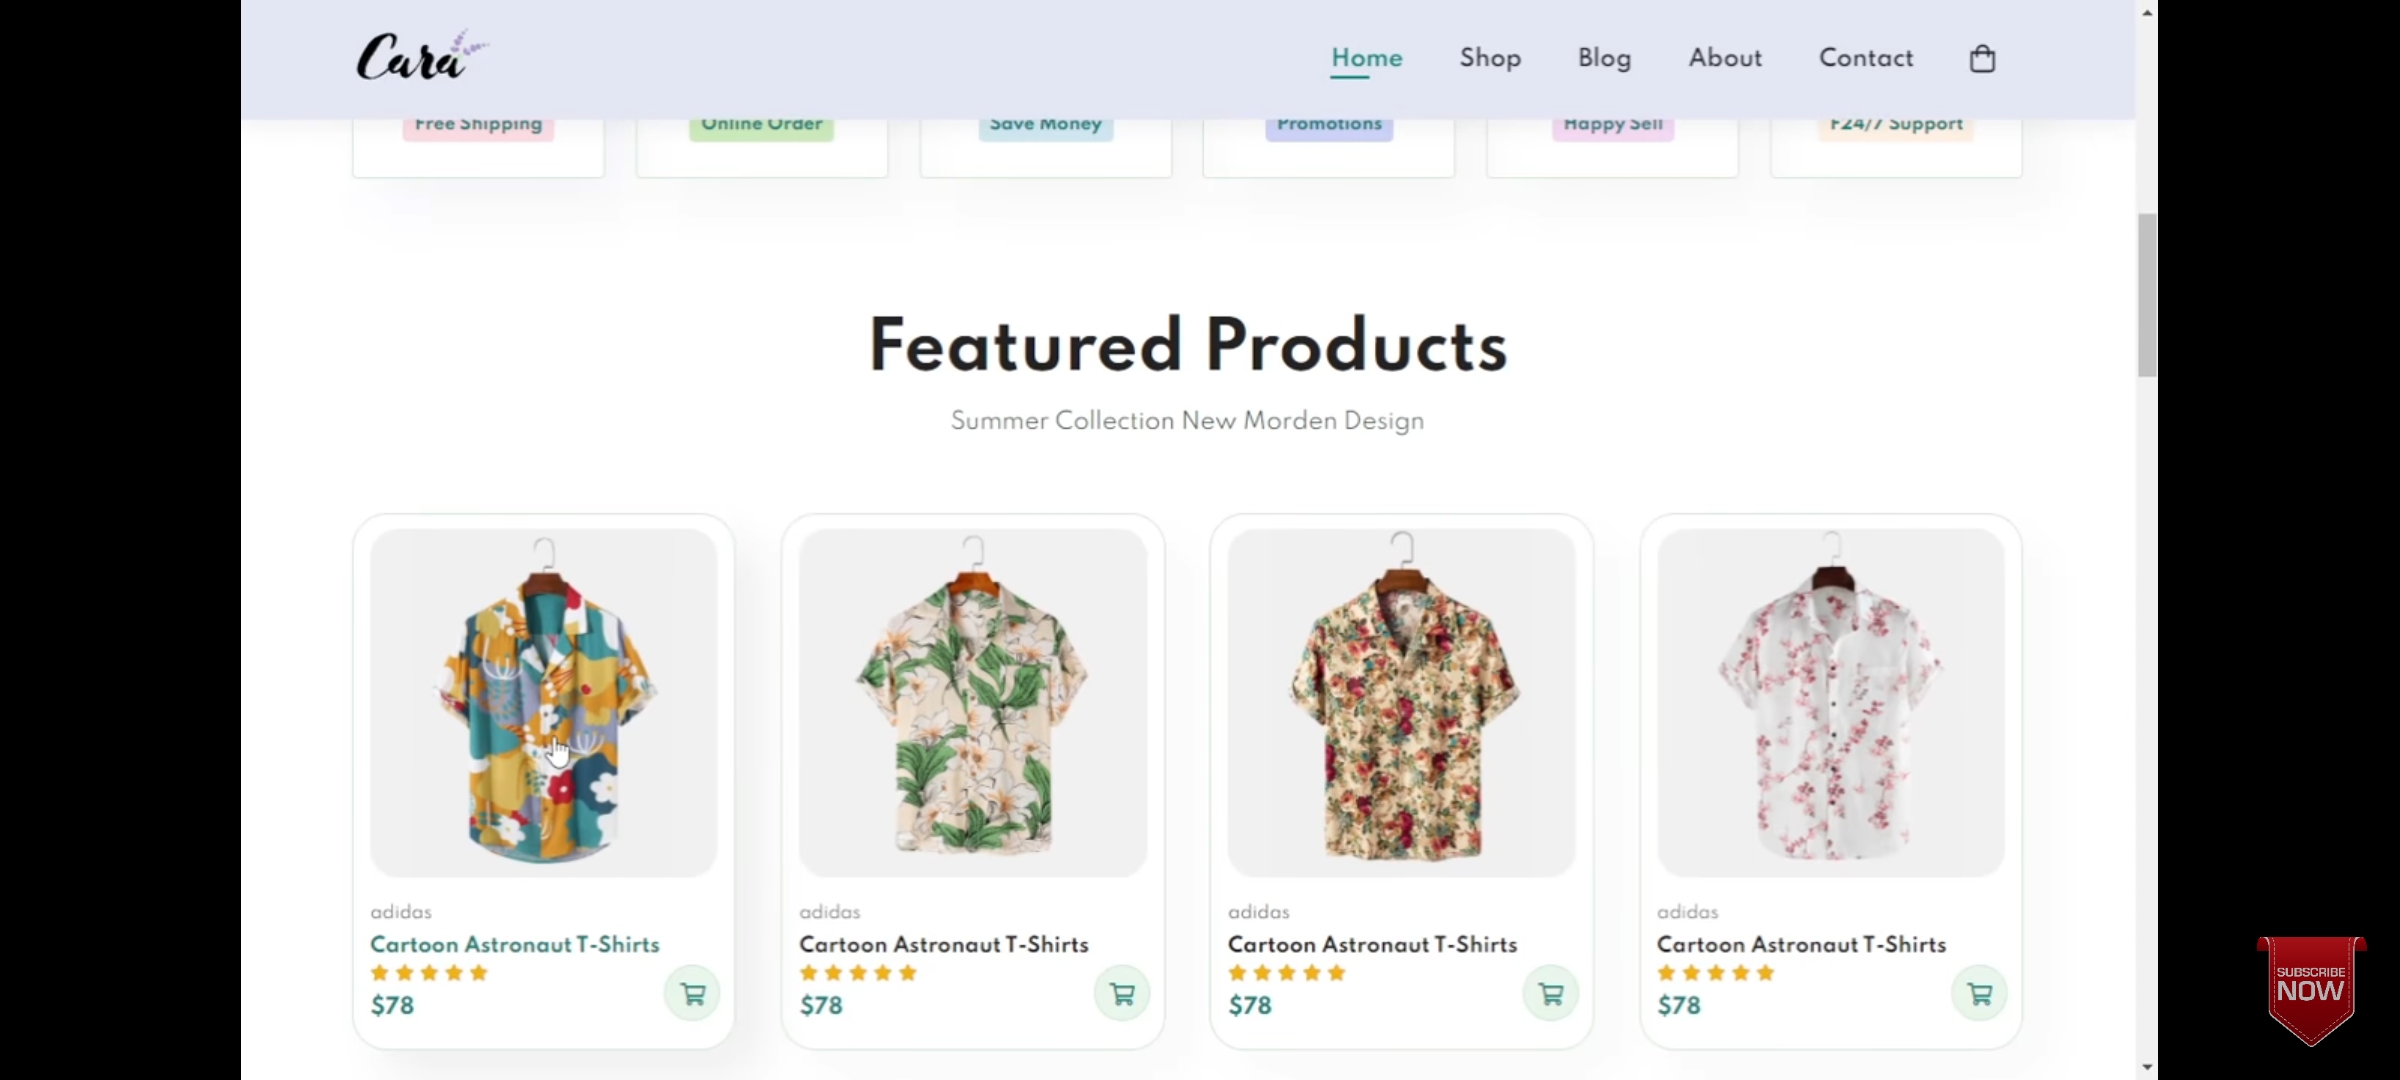 Cara
Home Shop Blog About Contact
Free Shipping Online Order Save Money Promotions Happy Sell F24/7 Support
Featured Products
Summer Collection New Morden Design
adidas adidas adidas adidas
Cartoon Astronaut T-Shirts Cartoon Astronaut T-Shirts Cartoon Astronaut T-Shirts Cartoon Astronaut T-Shirts
$78 $78 $78 $78
SUBSCRIBE
NOW